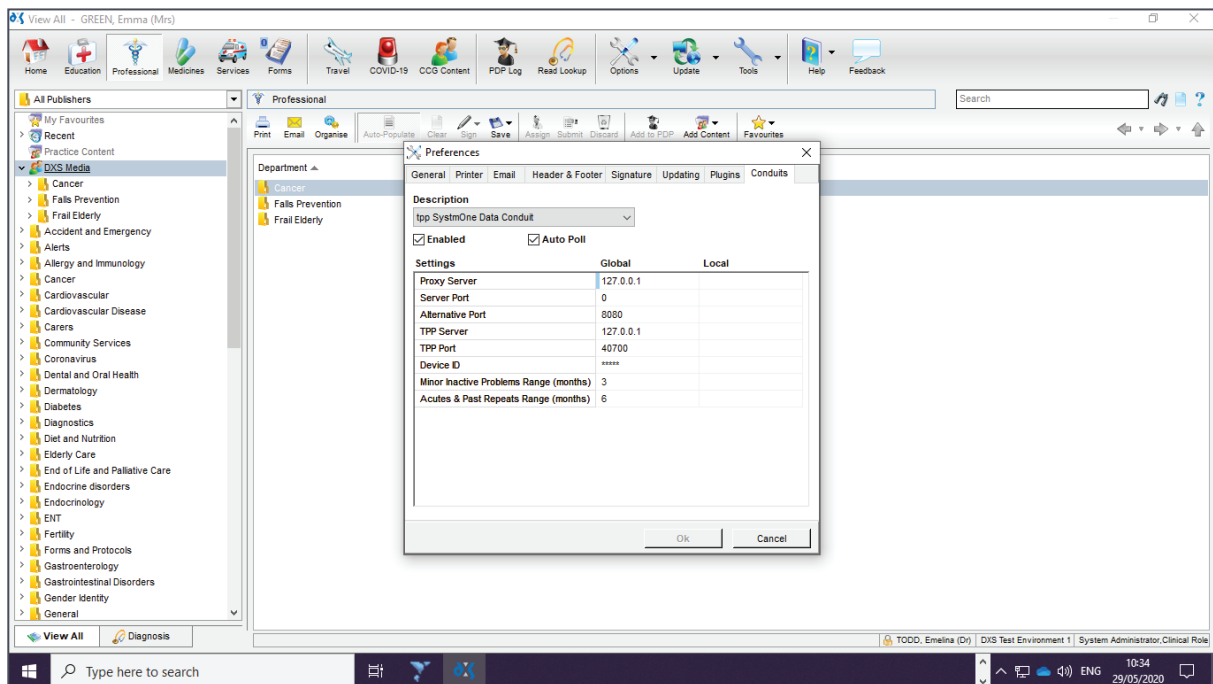 View All - GREEN, Emma (Mrs)
Home Education Professional Medicines Services Forms Travel COVID-19 CCG Content PDP Log Read Lookup Options Update Tools Help Feedback
All Publishers
Professional
Search
My Favourites
Recent
Practice Content
DXS Media
Cancer
Falls Prevention
Frail Elderly
Accident and Emergency
Alerts
Allergy and Immunology
Cancer
Cardiovascular
Cardiovascular Disease
Carers
Community Services
Coronavirus
Dental and Oral Health
Dermatology
Diabetes
Diagnostics
Diet and Nutrition
Elderly Care
End of Life and Palliative Care
Endocrine disorders
Endocrinology
ENT
Fertility
Forms and Protocols
Gastroenterology
Gastrointestinal Disorders
Gender Identity
General
View All Diagnosis
Print Email Organise Auto-Populate Clear Sign Save Assign Submit Discard Add to PDP Add Content Favourites
Department
Cancer
Falls Prevention
Frail Elderly
Preferences
General Printer Email Header & Footer Signature Updating Plugins Conduits
Description
tpp SystmOne Data Conduit
Enabled Auto Poll
Settings Global Local
Proxy Server 127.0.0.1
Server Port 0
Alternative Port 8080
TPP Server 127.0.0.1
TPP Port 40700
Device ID *****
Minor Inactive Problems Range (months) 3
Acutes & Past Repeats Range (months) 6
Ok Cancel
TODD, Emelina (Dr) DXS Test Environment 1 System Administrator,Clinical Role
Type here to search
ENG
10:34
29/05/2020